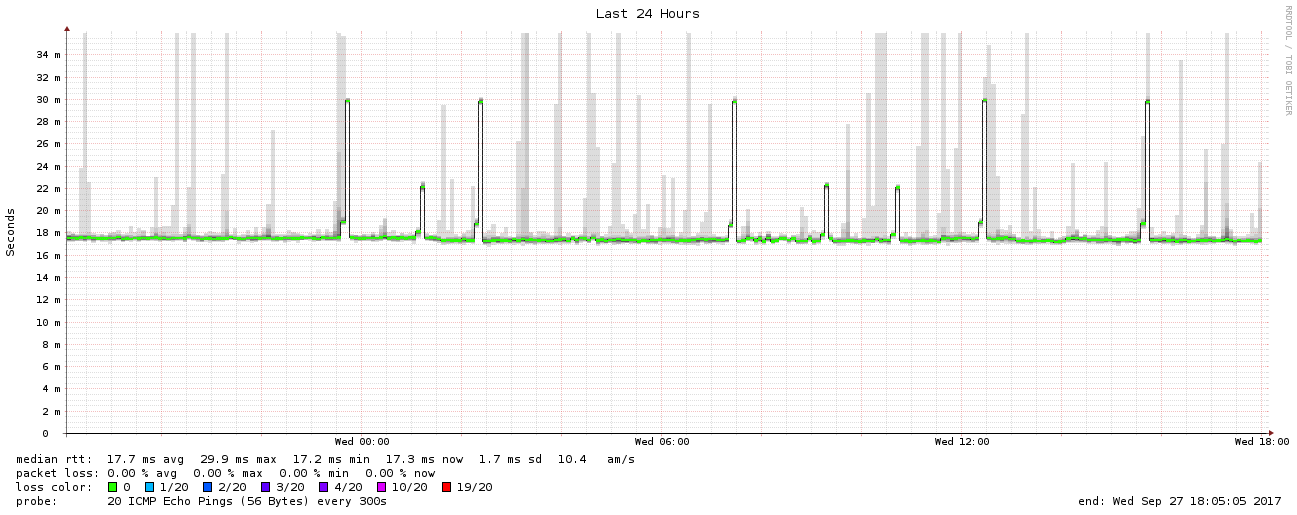 Last 24 Hours
RRDTOOL / TOBI OETIKER
Seconds
34 m
32 m
30 m
28 m
26 m
24 m
22 m
20 m
18 m
16 m
14 m
12 m
10 m
8 m
6 m
4 m
2 m
0
Wed 00:00 Wed 06:00 Wed 12:00 Wed 18:00
median rtt: 17.7 ms avg 29.9 ms max 17.2 ms min 17.3 ms now 1.7 ms sd 10.4 am/s
packet loss: 0.00 % avg 0.00 % max 0.00 % min 0.00 % now
loss color: 0 1/20 2/20 3/20 4/20 10/20 19/20
probe: 20 ICMP Echo Pings (56 Bytes) every 300s end: Wed Sep 27 18:05:05 2017